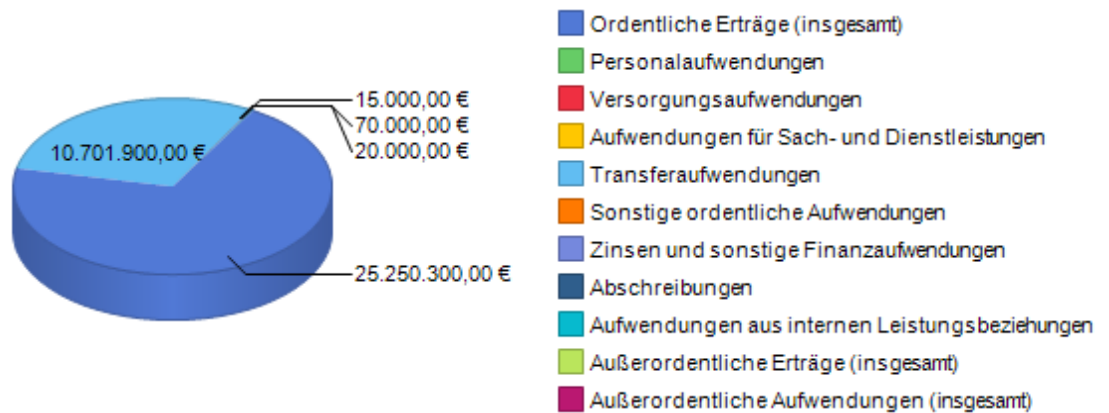 15.000,00 €
70.000,00 €
20.000,00 €
10.701.900,00 €
25.250.300,00 €
Ordentliche Erträge (insgesamt)
Personalaufwendungen
Versorgungsaufwendungen
Aufwendungen für Sach- und Dienstleistungen
Transferaufwendungen
Sonstige ordentliche Aufwendungen
Zinsen und sonstige Finanzaufwendungen
Abschreibungen
Aufwendungen aus internen Leistungsbeziehungen
Außerordentliche Erträge (insgesamt)
Außerordentliche Aufwendungen (insgesamt)